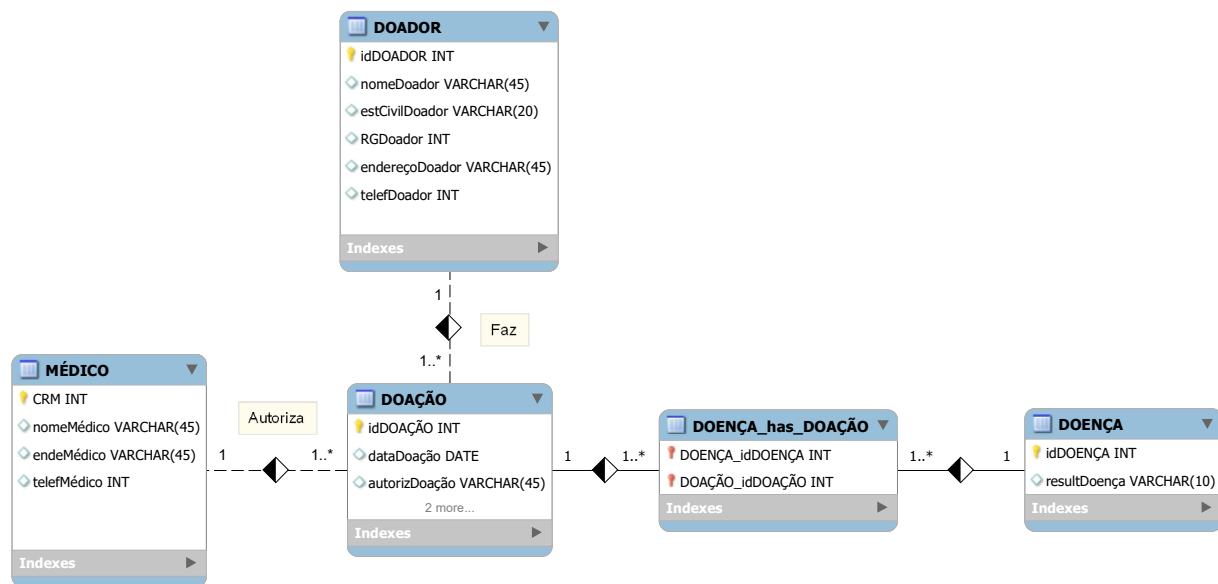 DOADOR
idDOADOR INT
nomeDoador VARCHAR(45)
estCivilDoador VARCHAR(20)
RGDoador INT
endereçoDoador VARCHAR(45)
telefDoador INT
Indexes
1
Faz
1..*
MÉDICO
CRM INT
nomeMédico VARCHAR(45)
endeMédico VARCHAR(45)
telefMédico INT
Indexes
Autoriza
1
1..*
DOAÇÃO
idDOAÇÃO INT
dataDoação DATE
autorizDoação VARCHAR(45)
2 more...
Indexes
1
1..*
DOENÇA_has_DOAÇÃO
DOENÇA_idDOENÇA INT
DOAÇÃO_idDOAÇÃO INT
Indexes
1..*
1
DOENÇA
idDOENÇA INT
resultDoença VARCHAR(10)
Indexes